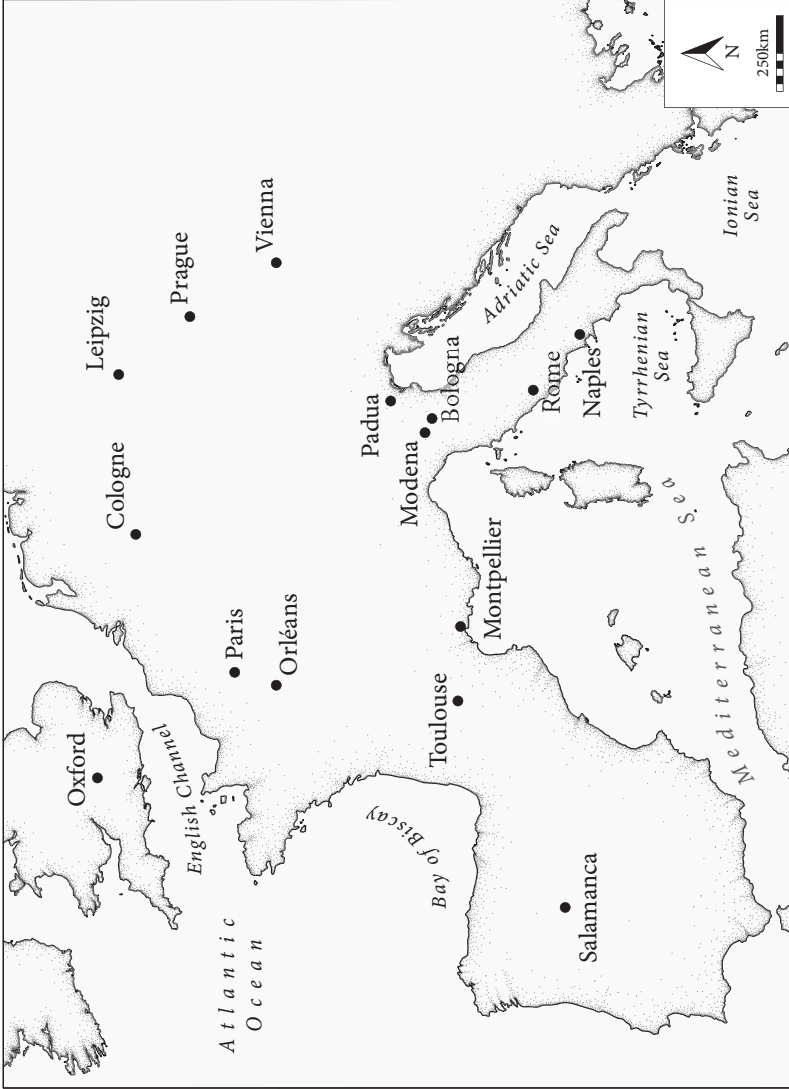 Oxford
English Channel
Atlantic
Ocean
Bay of Biscay
Paris
Orléans
Cologne
Leipzig
Prague
Vienna
Toulouse
Montpellier
Salamanca
Padua
Modena
Bologna
Rome
Naples
Adriatic Sea
Tyrrhenian
Sea
Ionian
Sea
Mediterranean Sea
N
250km